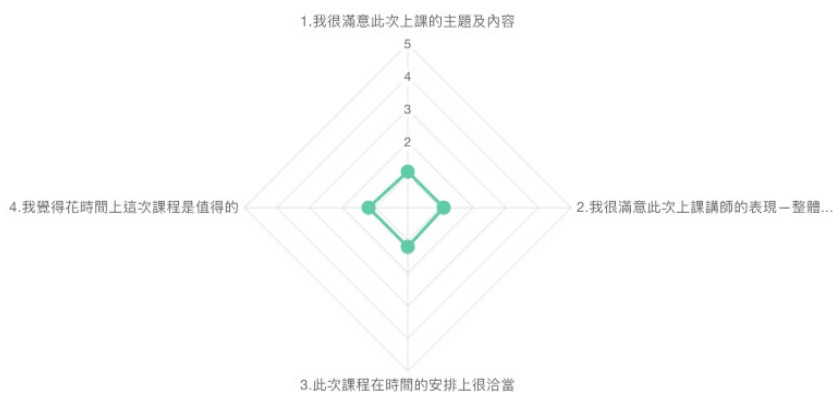 1.我很滿意此次上課的主題及內容
5
4
3
2
4.我覺得花時間上這次課程是值得的
2.我很滿意此次上課講師的表現－整體...
3.此次課程在時間的安排上很洽當